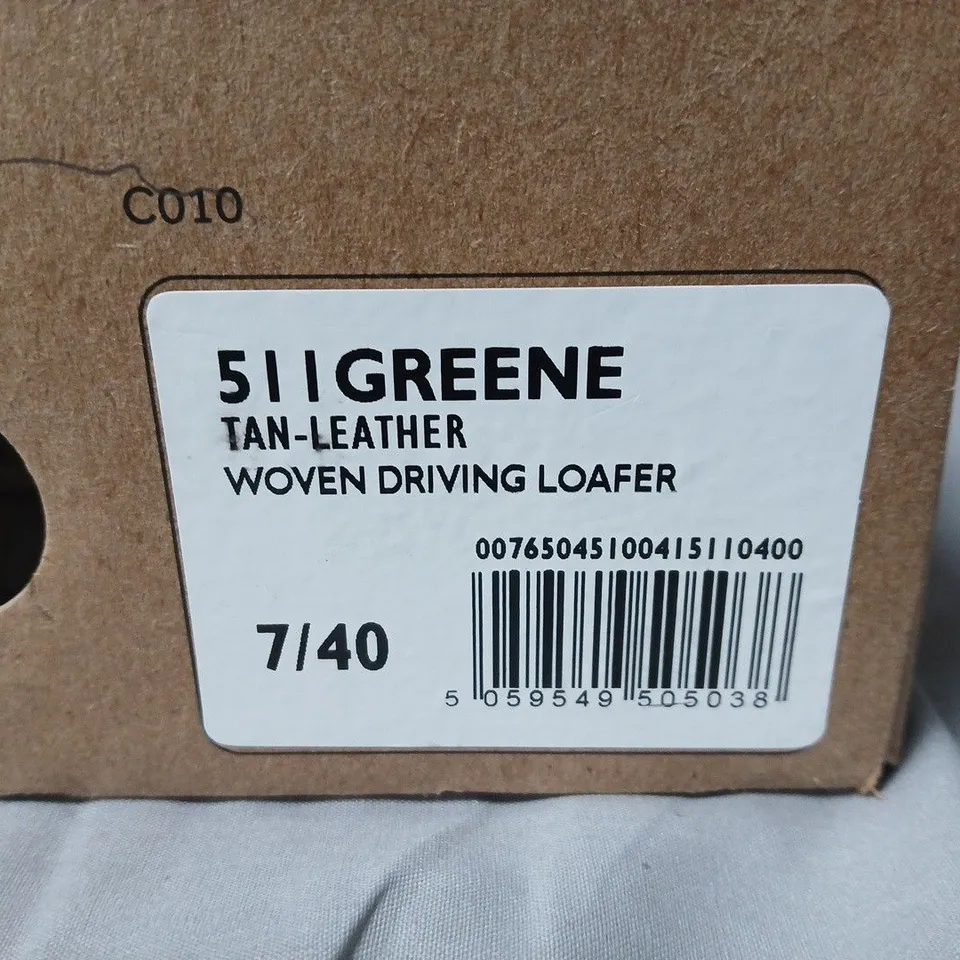 C010
511GREENE
TAN-LEATHER
WOVEN DRIVING LOAFER
00765045100415110400
7/40
5 059549 505038